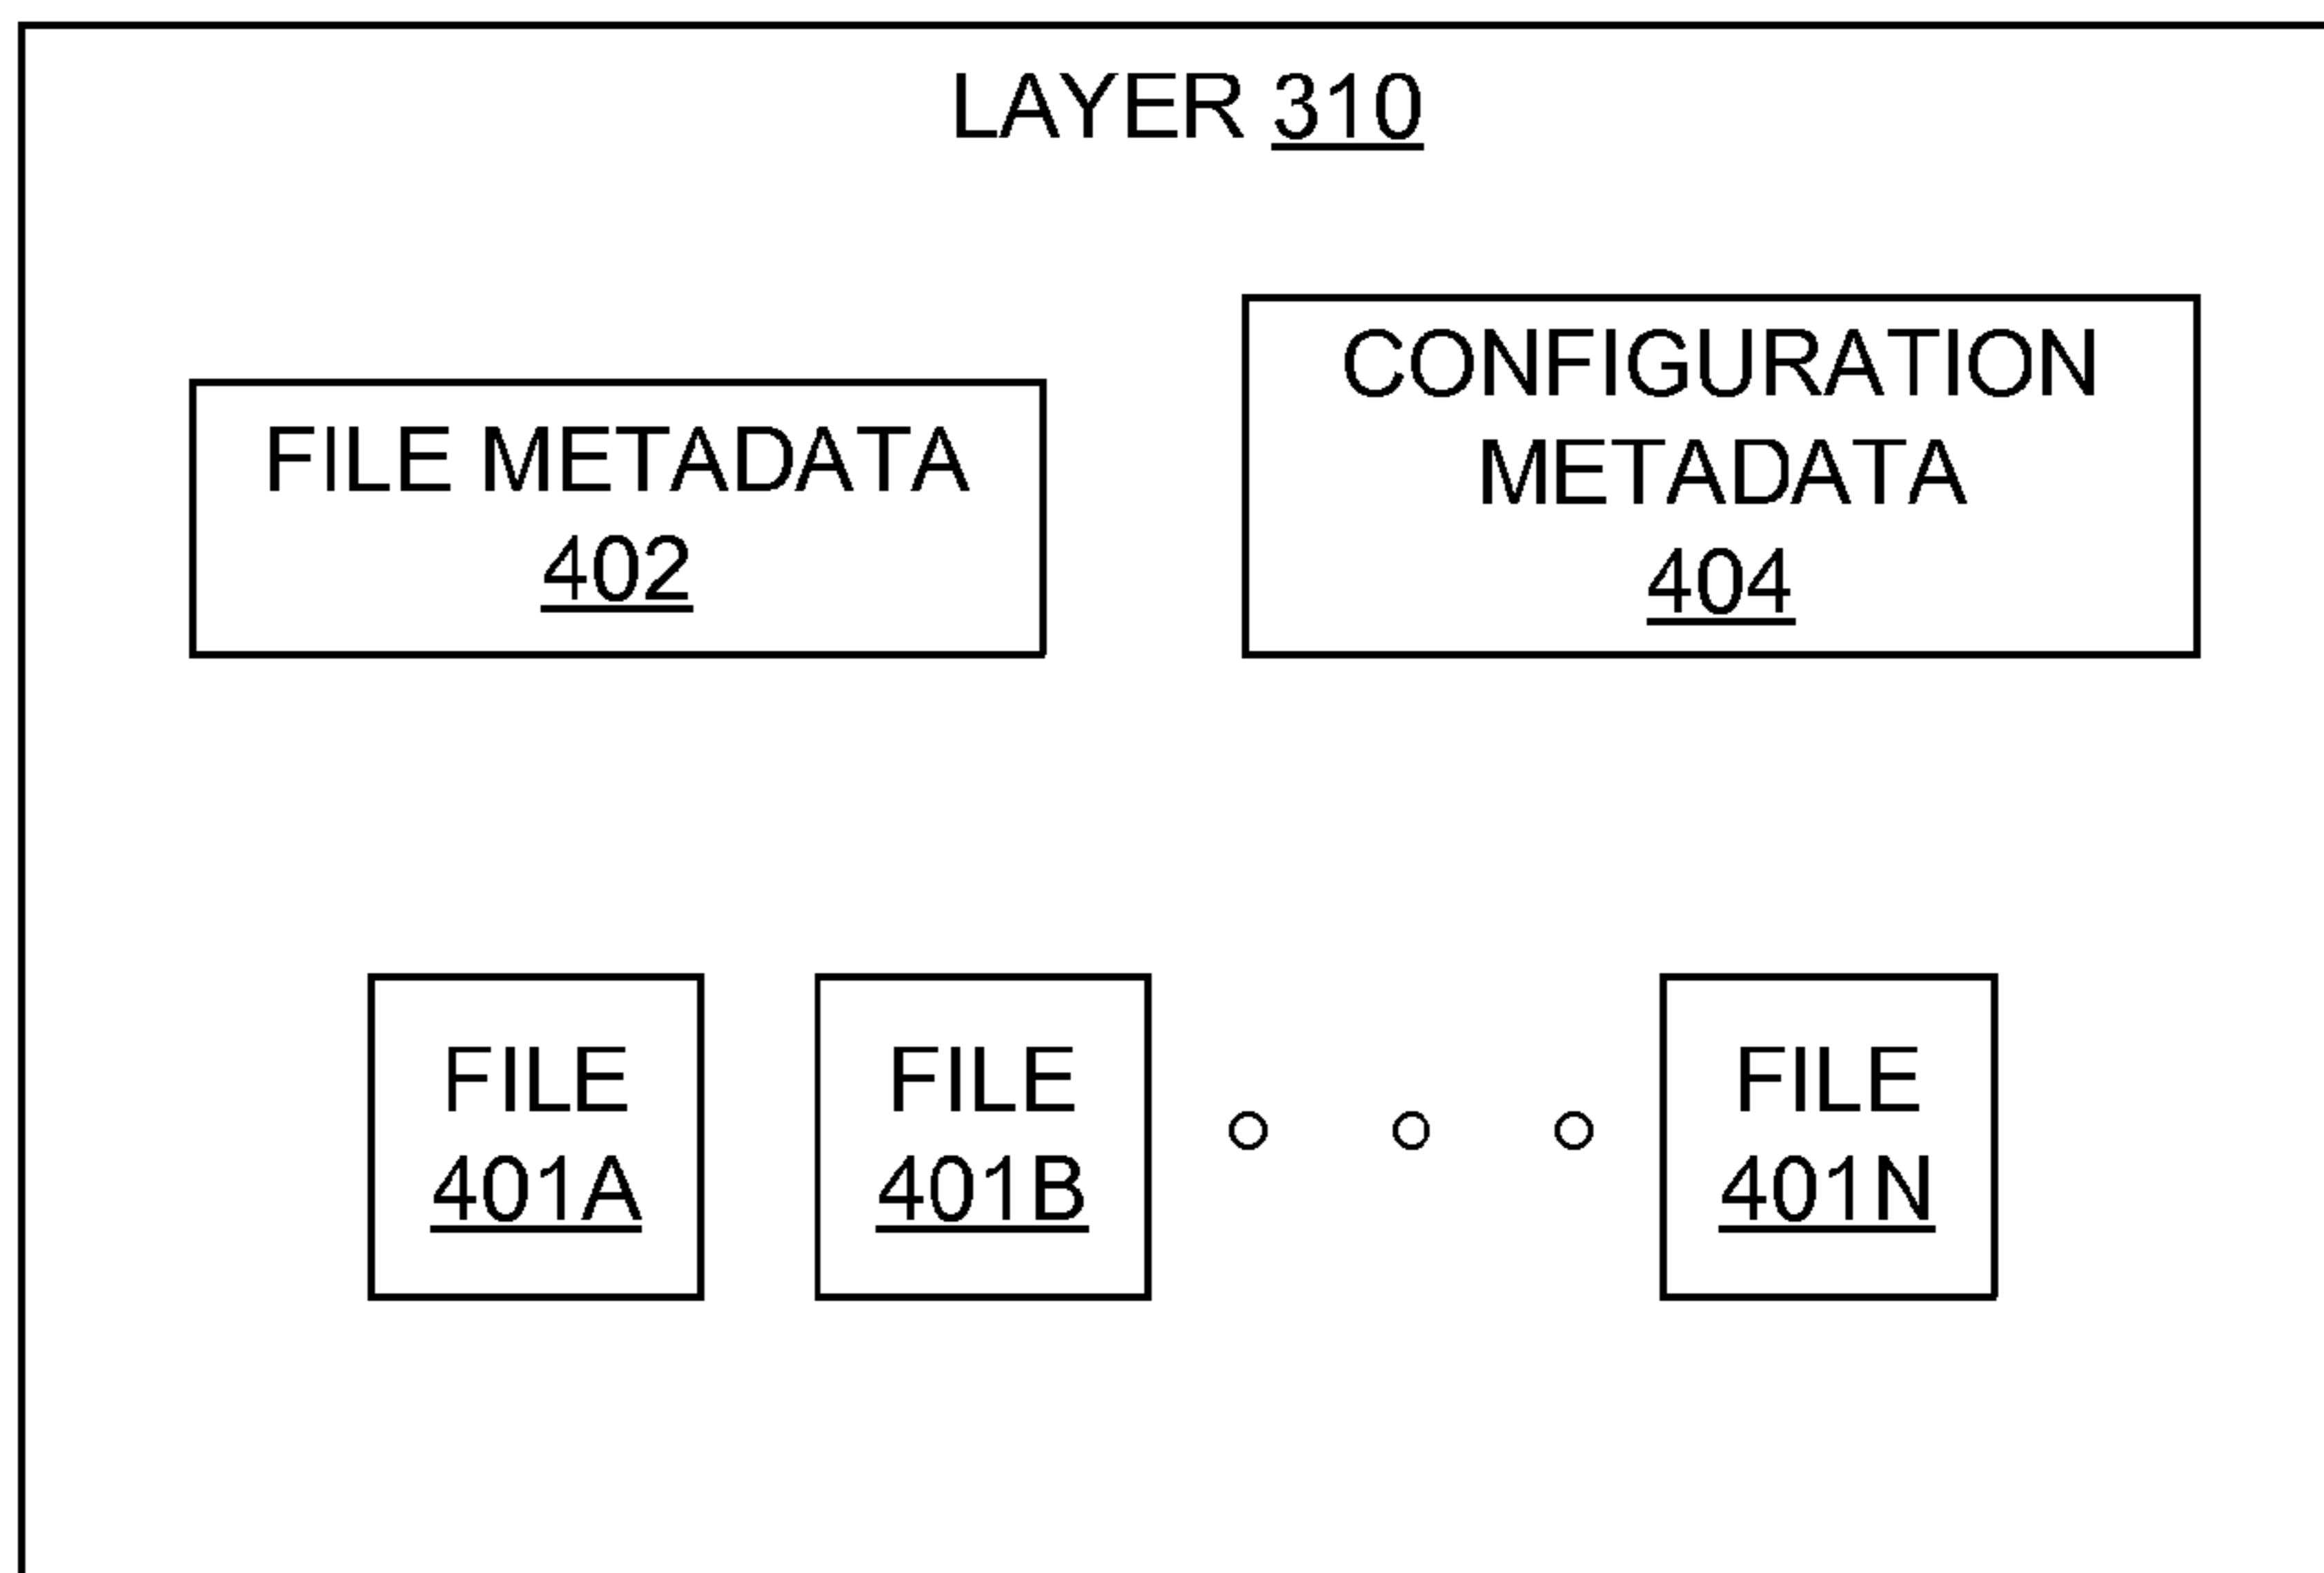 LAYER 310
FILE METADATA
402
CONFIGURATION
METADATA
404
FILE
401A
FILE
401B
FILE
401N